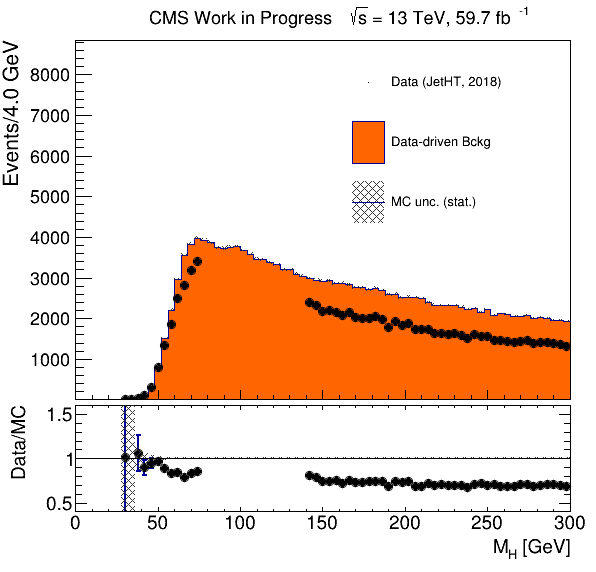 CMS Work in Progress √s = 13 TeV, 59.7 fb⁻¹
Events/4.0 GeV
8000
7000
6000
5000
4000
3000
2000
1000
Data (JetHT, 2018)
Data-driven Bckg
MC unc. (stat.)
Data/MC
1.5
1
0.5
0 50 100 150 200 250 300
M_H [GeV]